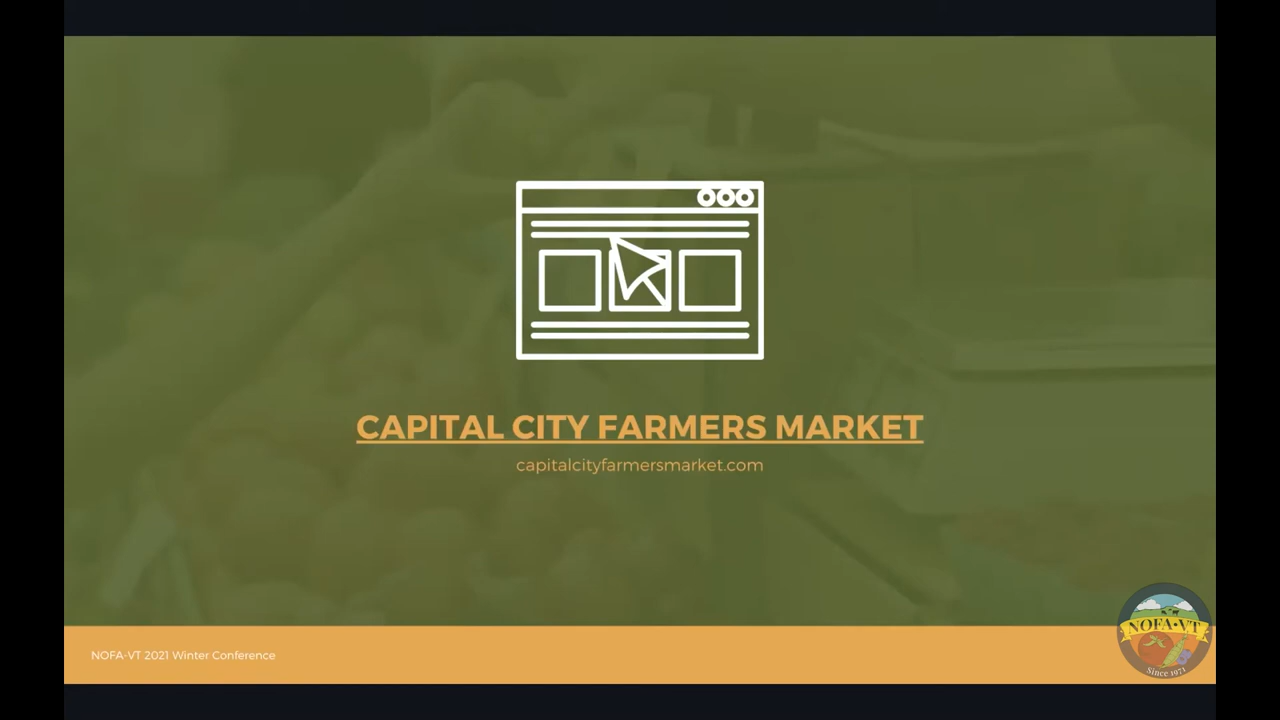 CAPITAL CITY FARMERS MARKET
capitalcityfarmersmarket.com
NOFA-VT 2021 Winter Conference
NOFA•VT
Since 1971